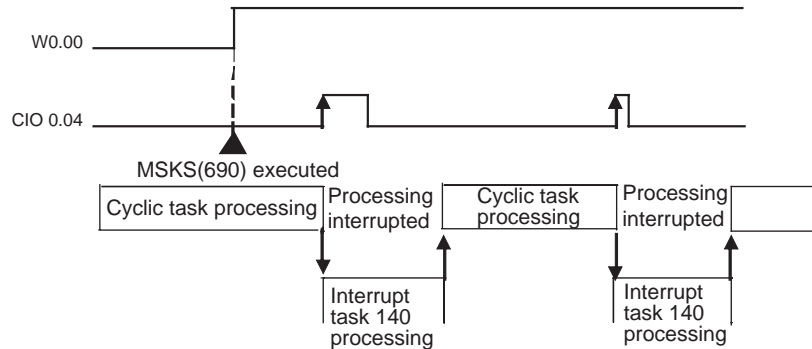 W0.00
CIO 0.04
MSKS(690) executed
Cyclic task processing
Processing
interrupted
Cyclic task
processing
Processing
interrupted
Interrupt
task 140
processing
Interrupt
task 140
processing